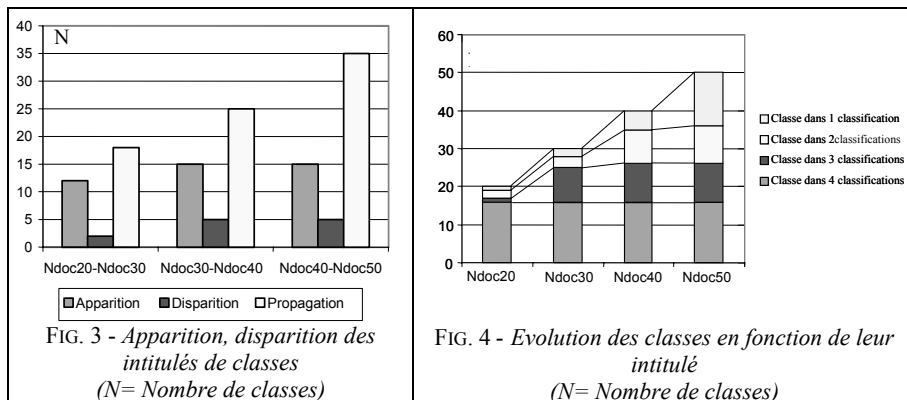 N
40
35
30
25
20
15
10
5
0
Ndoc20-Ndoc30 Ndoc30-Ndoc40 Ndoc40-Ndoc50
Apparition Disparition Propagation
FIG. 3 - Apparition, disparition des
intitulés de classes
(N= Nombre de classes)
60
50
40
30
20
10
0
Ndoc20 Ndoc30 Ndoc40 Ndoc50
Classe dans 1 classification
Classe dans 2classifications
Classe dans 3 classifications
Classe dans 4 classifications
FIG. 4 - Evolution des classes en fonction de leur
intitulé
(N= Nombre de classes)